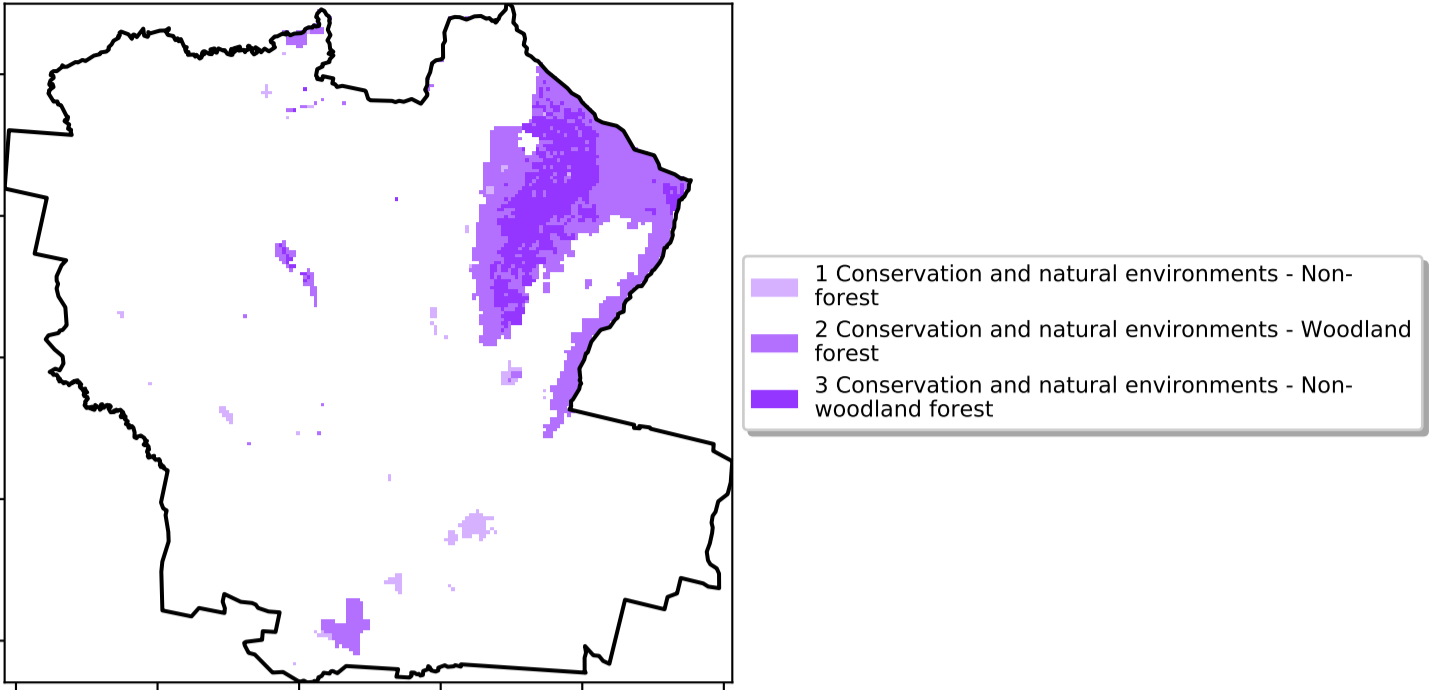 1 Conservation and natural environments - Non-
forest
2 Conservation and natural environments - Woodland
forest
3 Conservation and natural environments - Non-
woodland forest